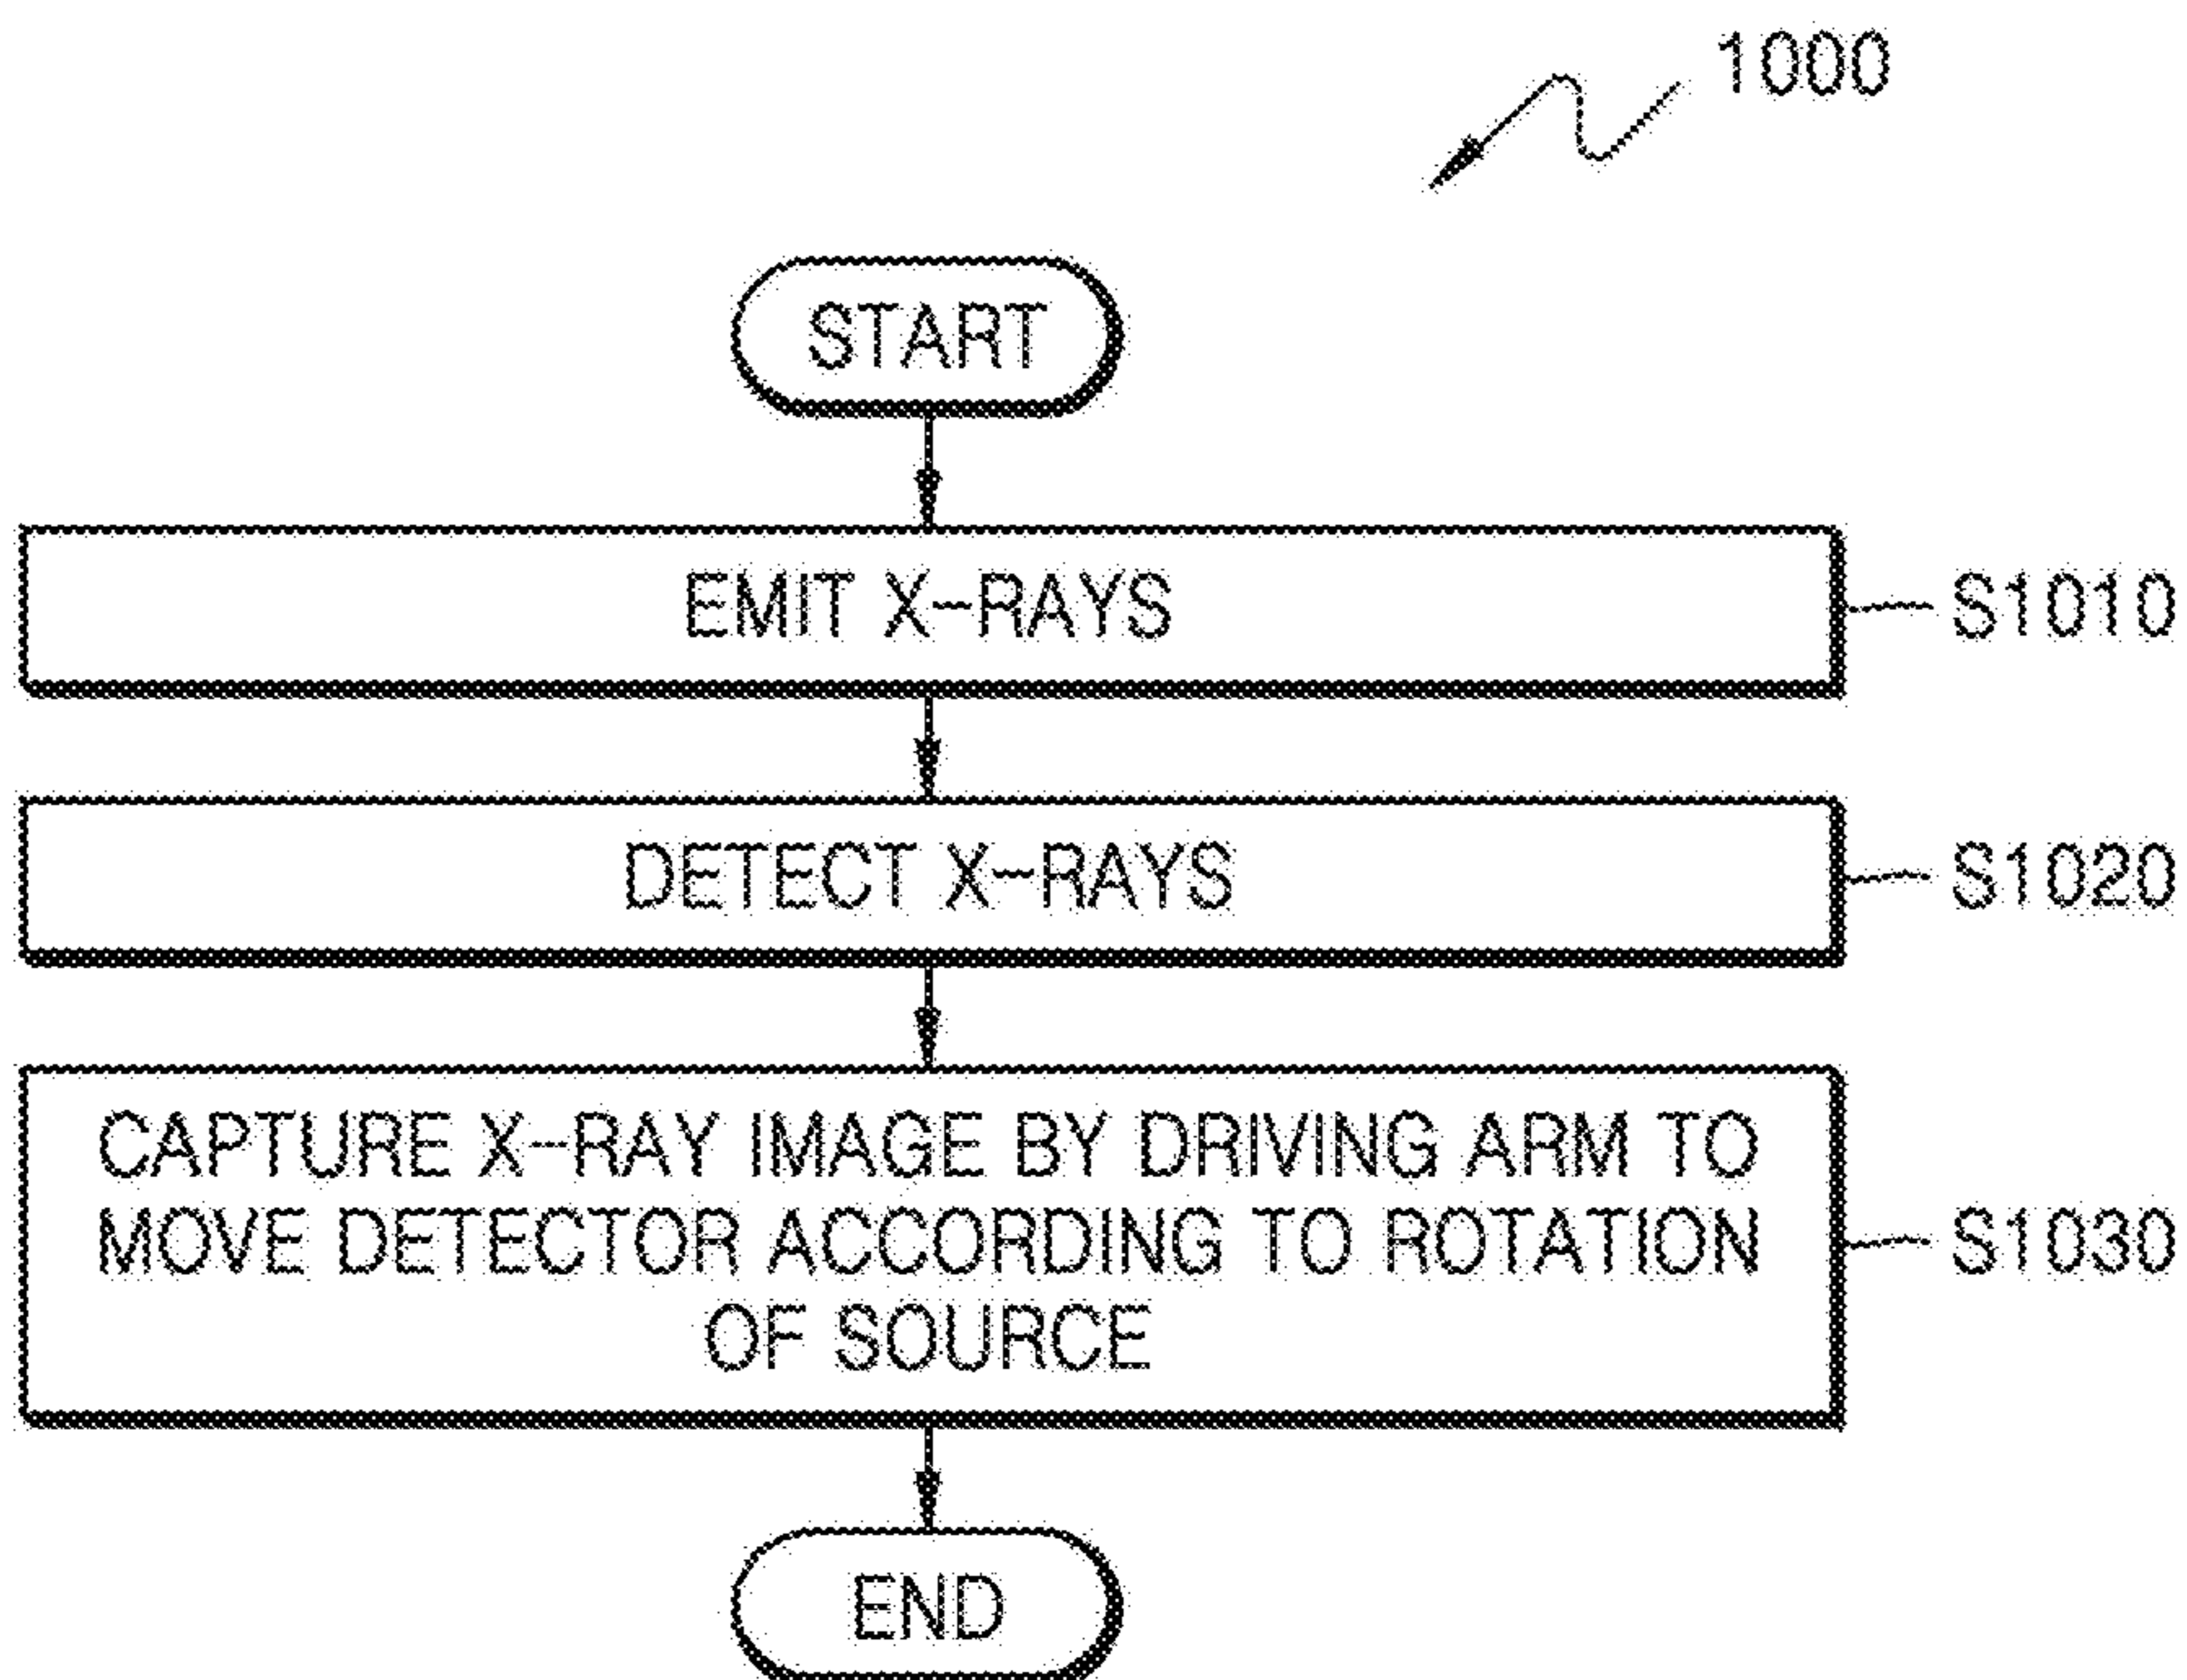 1000
START
EMIT X-RAYS
S1010
DETECT X-RAYS
S1020
CAPTURE X-RAY IMAGE BY DRIVING ARM TO
MOVE DETECTOR ACCORDING TO ROTATION
OF SOURCE
S1030
END